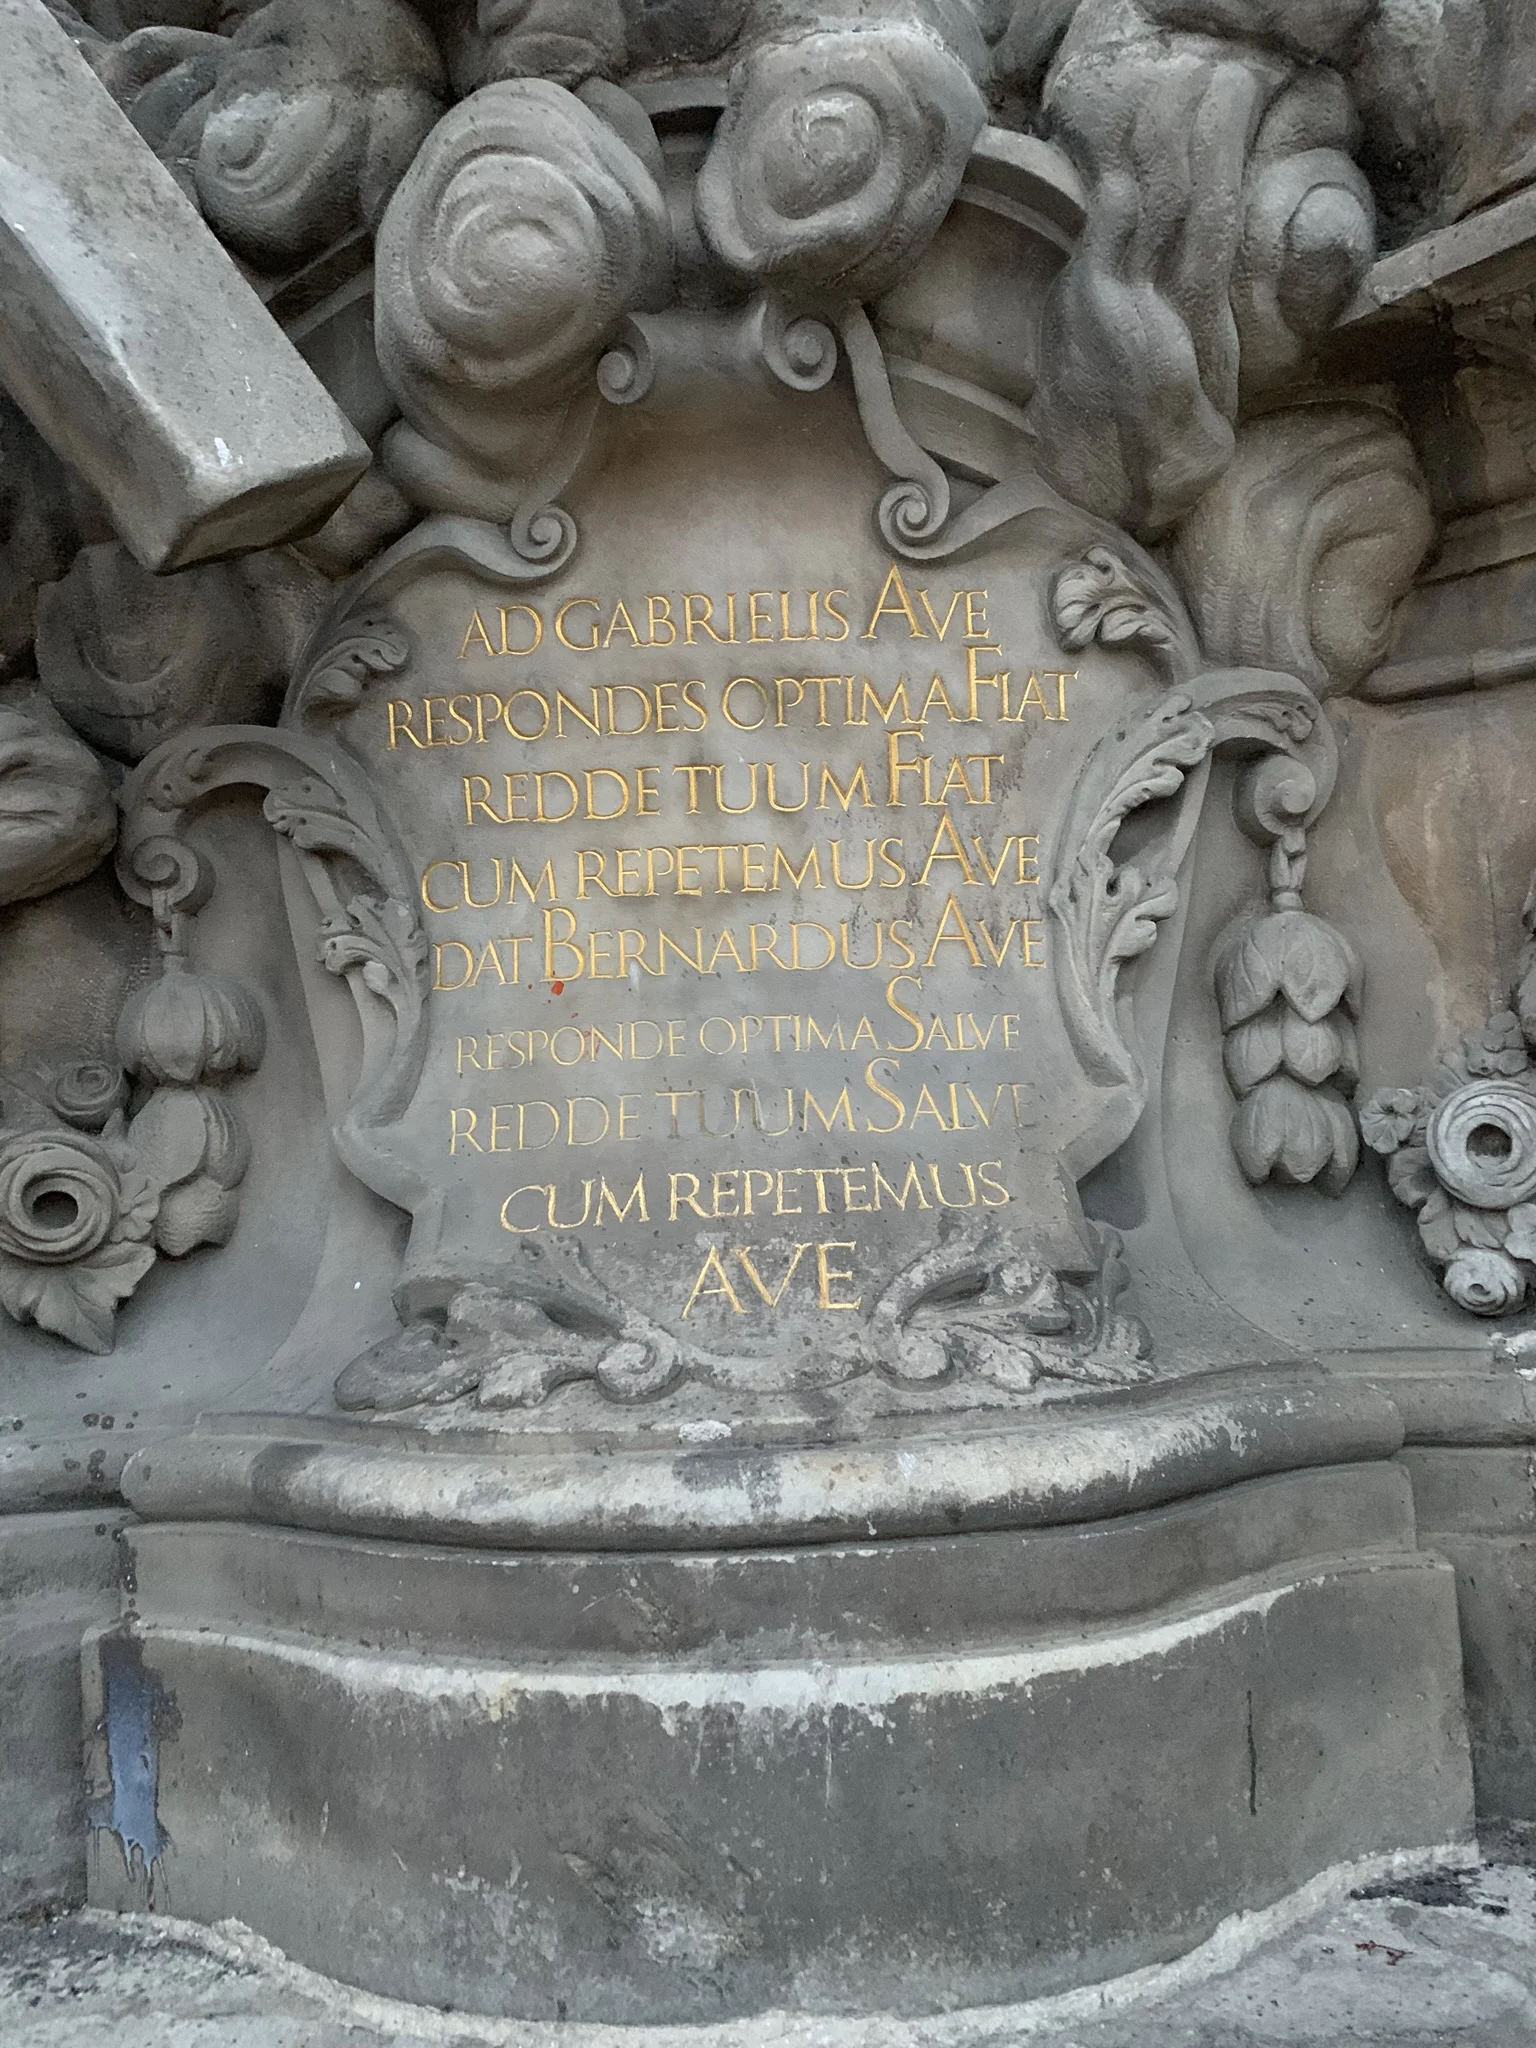 AD GABRIELIS AVE
RESPONDES OPTIMA FIAT
REDDE TUUM FIAT
CUM REPETEMUS AVE
DAT BERNARDUS AVE
RESPONDE OPTIMA SALVE
REDDE TUUM SALVE
CUM REPETEMUS
AVE